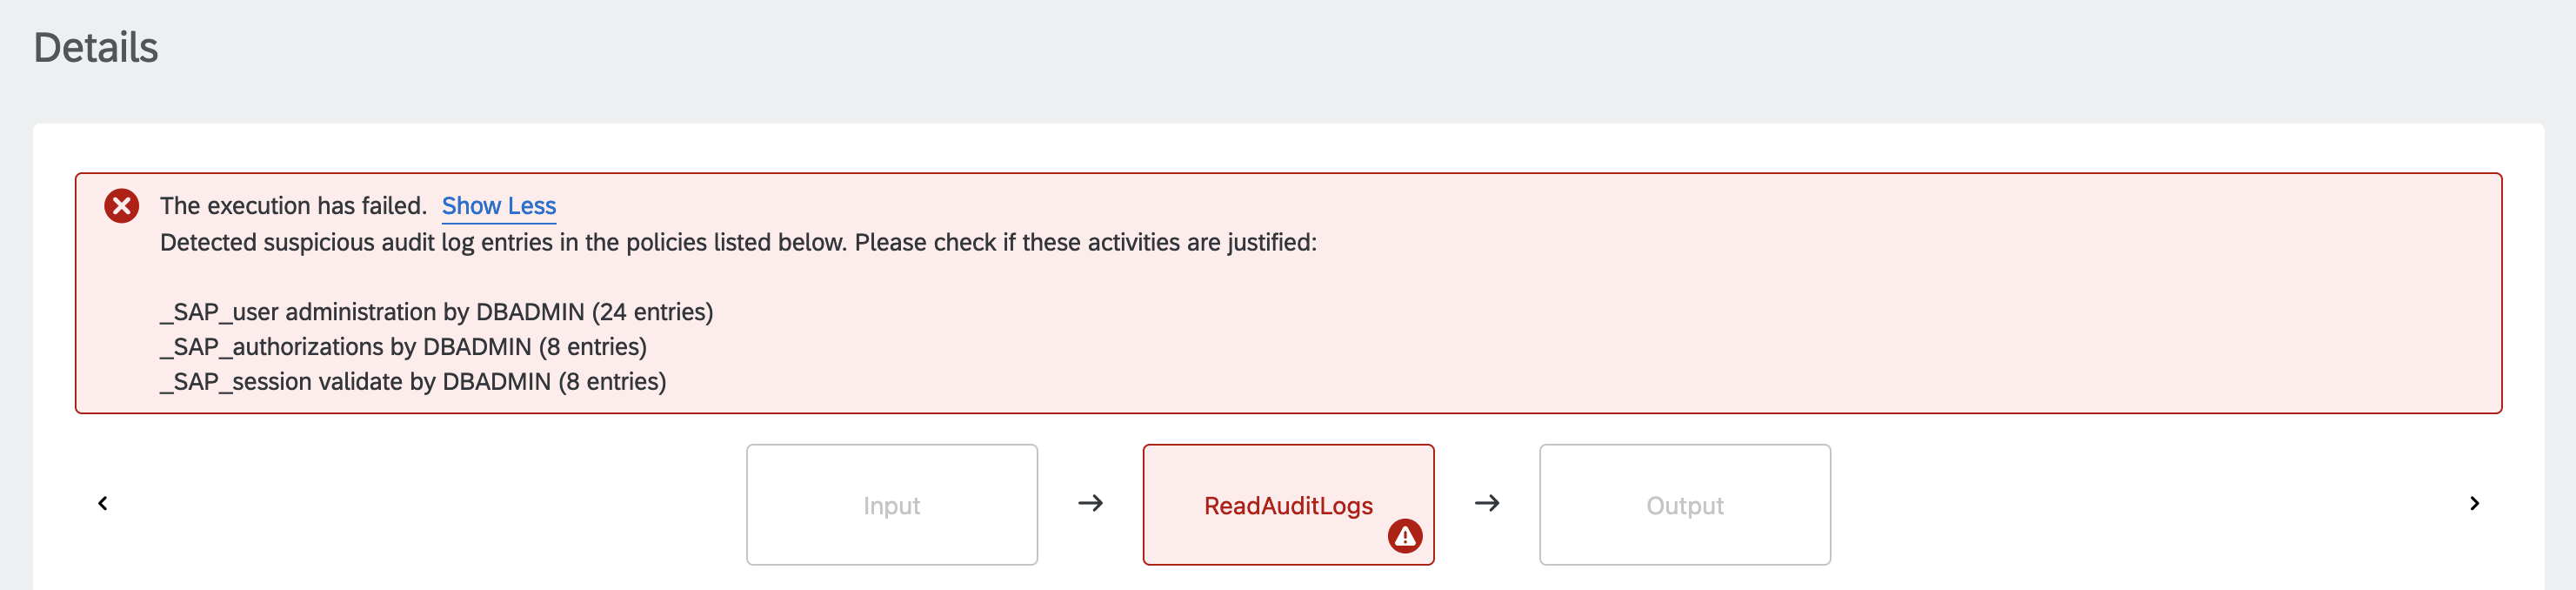 Details
The execution has failed. Show Less
Detected suspicious audit log entries in the policies listed below. Please check if these activities are justified:
_SAP_user administration by DBADMIN (24 entries)
_SAP_authorizations by DBADMIN (8 entries)
_SAP_session validate by DBADMIN (8 entries)
Input
ReadAuditLogs
Output